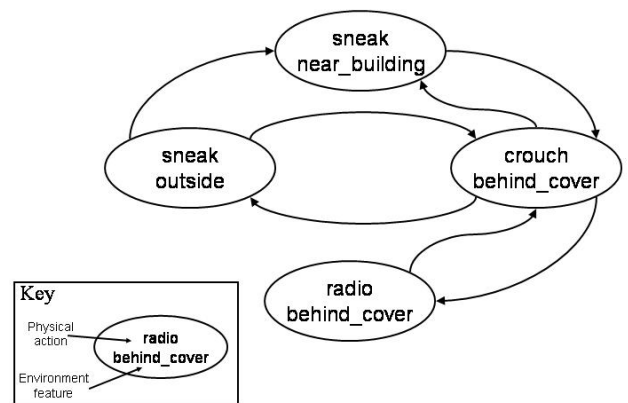 sneak
near_building
sneak
outside
crouch
behind_cover
radio
behind_cover
Key
Physical
action
radio
behind_cover
Environment
feature